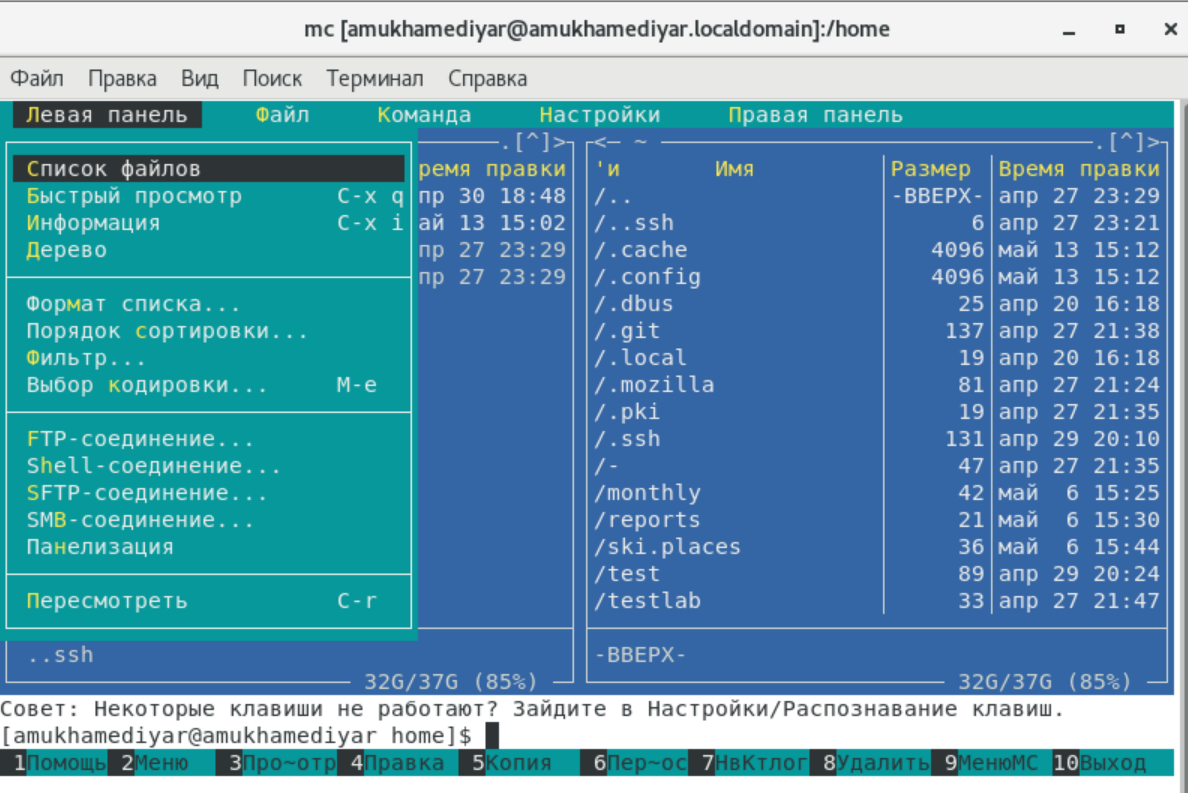 mc [amukhamediyar@amukhamediyar.localdomain]:/home
Файл Правка Вид Поиск Терминал Справка
Левая панель Файл Команда Настройки Правая панель
.[^]> <— ~ .[^]>
Список файлов ремя правки 'и Имя Размер Время правки
Быстрый просмотр C-x q пр 30 18:48 /.. -ВВЕРХ- апр 27 23:29
Информация C-x i ай 13 15:02 /..ssh 6 апр 27 23:21
Дерево пр 27 23:29 /.cache 4096 май 13 15:12
пр 27 23:29 /.config 4096 май 13 15:12
Формат списка... /.dbus 25 апр 20 16:18
Порядок сортировки... /.git 137 апр 27 21:38
Фильтр... /.local 19 апр 20 16:18
Выбор кодировки... M-e /.mozilla 81 апр 27 21:24
/.pki 19 апр 27 21:35
FTP-соединение... /.ssh 131 апр 29 20:10
Shell-соединение... /- 47 апр 27 21:35
SFTP-соединение... /monthly 42 май 6 15:25
SMB-соединение... /reports 21 май 6 15:30
Панелизация /ski.places 36 май 6 15:44
/test 89 апр 29 20:24
Пересмотреть C-r /testlab 33 апр 27 21:47
..ssh -ВВЕРХ-
32G/37G (85%) 32G/37G (85%)
Совет: Некоторые клавиши не работают? Зайдите в Настройки/Распознавание клавиш.
[amukhamediyar@amukhamediyar home]$
1Помощь 2Меню 3Про~отр 4Правка 5Копия 6Пер~ос 7НвКтлог 8Удалить 9МенюМС 10Выход